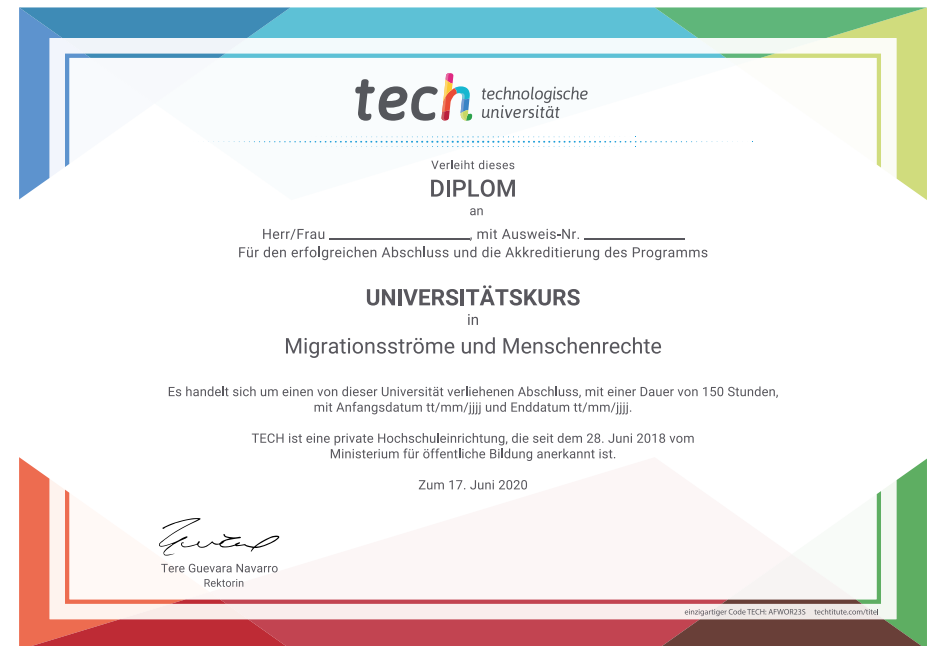 tech technologische
universität
Verleiht dieses
DIPLOM
an
Herr/Frau ____________________, mit Ausweis-Nr. ______________
Für den erfolgreichen Abschluss und die Akkreditierung des Programms
UNIVERSITÄTSKURS
in
Migrationsströme und Menschenrechte
Es handelt sich um einen von dieser Universität verliehenen Abschluss, mit einer Dauer von 150 Stunden,
mit Anfangsdatum tt/mm/jjjj und Enddatum tt/mm/jjjj.
TECH ist eine private Hochschuleinrichtung, die seit dem 28. Juni 2018 vom
Ministerium für öffentliche Bildung anerkannt ist.
Zum 17. Juni 2020
Tere Guevara Navarro
Rektorin
einzigartiger Code TECH: AFWOR23S techtitute.com/titel